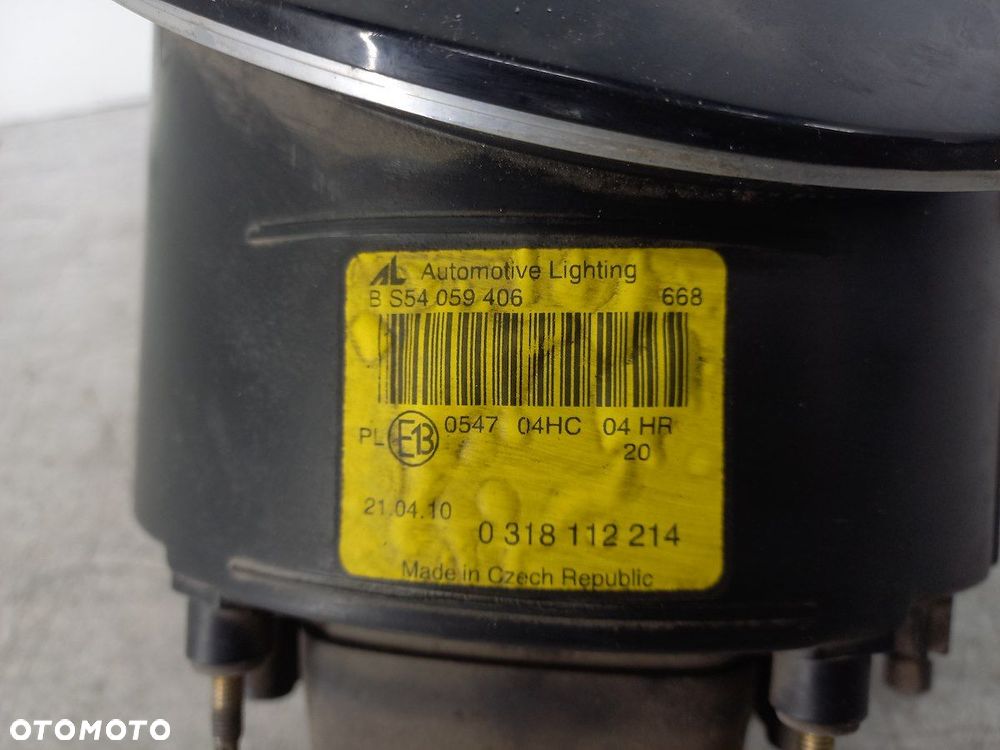 AL Automotive Lighting
B S54 059 406 668
PL E13 0547 04HC 04 HR
20
21.04.10
0 318 112 214
Made in Czech Republic
OTOMOTO